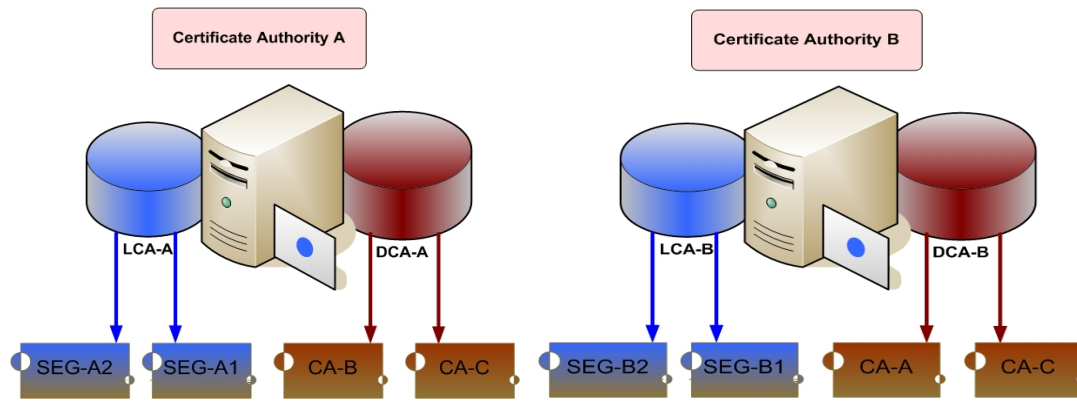 Certificate Authority A
Certificate Authority B
LCA-A
DCA-A
LCA-B
DCA-B
SEG-A2
SEG-A1
CA-B
CA-C
SEG-B2
SEG-B1
CA-A
CA-C